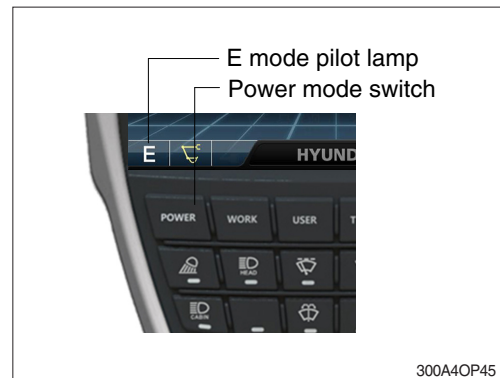 E mode pilot lamp
Power mode switch
E
C
HYUND
POWER WORK USER T
HEAD
CABIN
300A4OP45